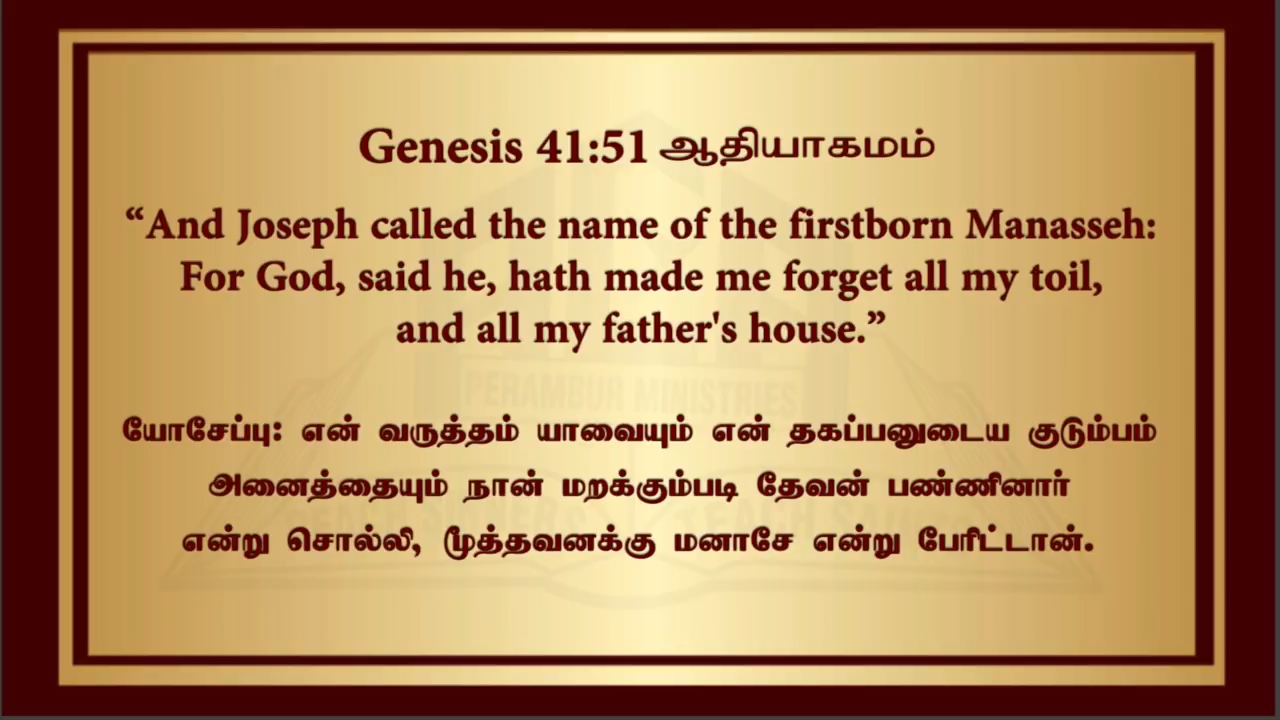 Genesis 41:51 ஆதியாகமம்
“And Joseph called the name of the firstborn Manasseh:
For God, said he, hath made me forget all my toil,
and all my father's house.”
PERAMBUR MINISTRIES
யோசேப்பு: என் வருத்தம் யாவையும் என் தகப்பனுடைய குடும்பம்
அனைத்தையும் நான் மறக்கும்படி தேவன் பண்ணினார்
என்று சொல்லி, மூத்தவனக்கு மனாசே என்று பேரிட்டான்.